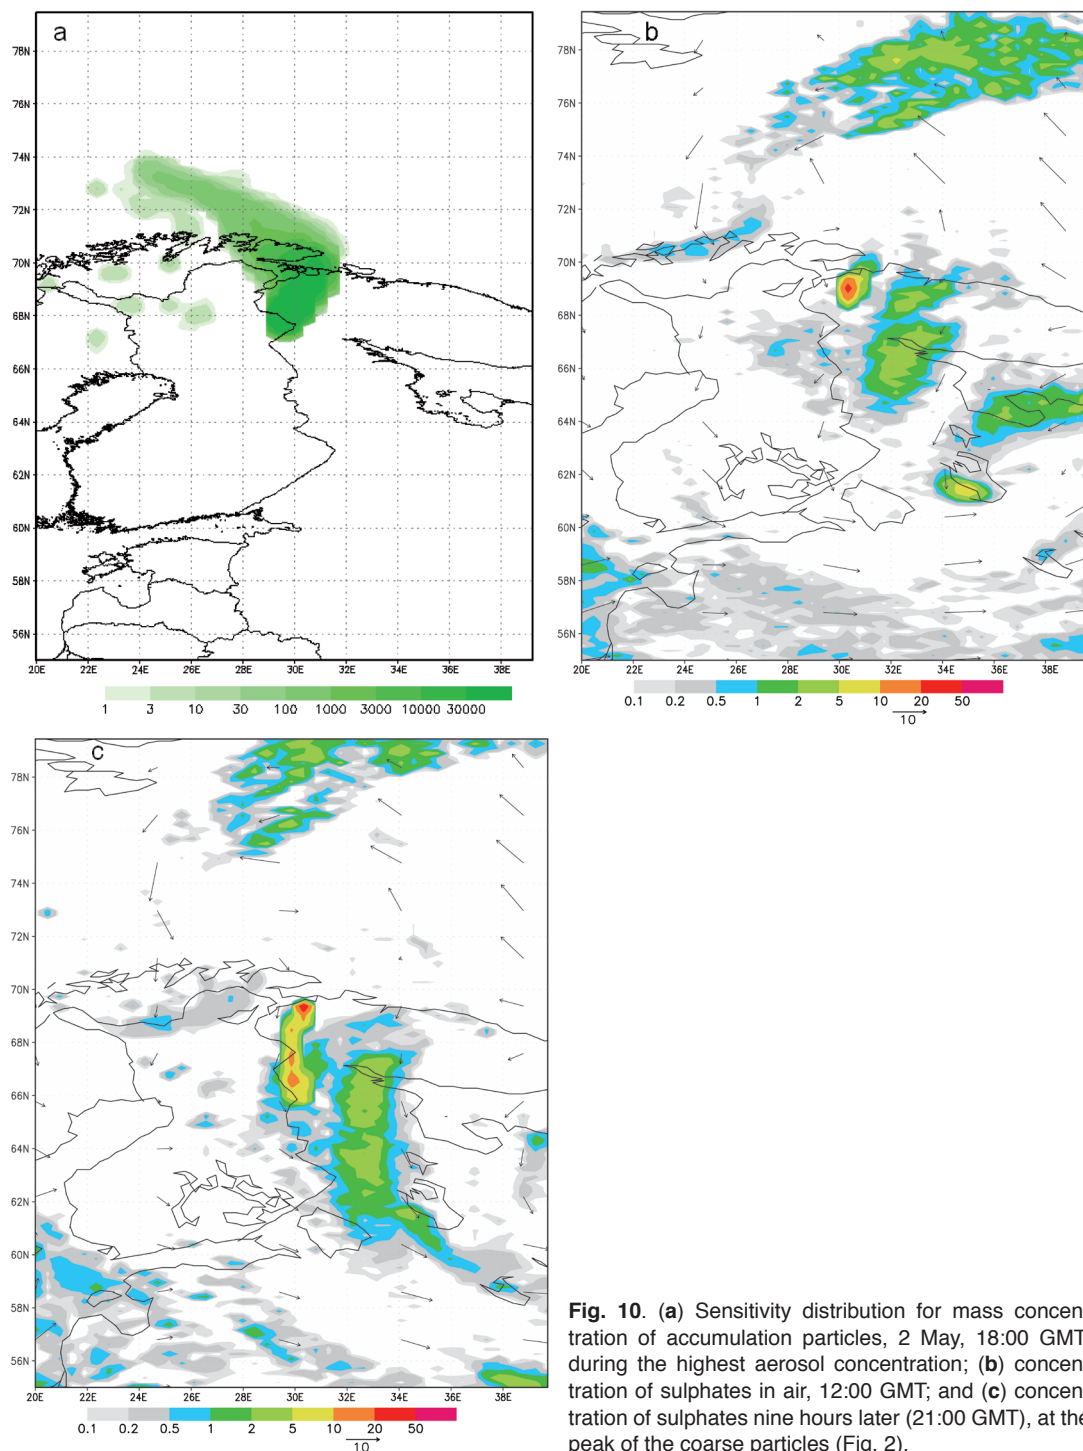 a
78N
76N
74N
72N
70N
68N
66N
64N
62N
60N
58N
56N
20E 22E 24E 26E 28E 30E 32E 34E 36E 38E
1 3 10 30 100 1000 3000 10000 30000
b
78N
76N
74N
72N
70N
68N
66N
64N
62N
60N
58N
56N
20E 22E 24E 26E 28E 30E 32E 34E 36E 38E
0.1 0.2 0.5 1 2 5 10 20 50
10
c
78N
76N
74N
72N
70N
68N
66N
64N
62N
60N
58N
56N
20E 22E 24E 26E 28E 30E 32E 34E 36E 38E
0.1 0.2 0.5 1 2 5 10 20 50
10
Fig. 10. (a) Sensitivity distribution for mass concen-
tration of accumulation particles, 2 May, 18:00 GMT
during the highest aerosol concentration; (b) concen-
tration of sulphates in air, 12:00 GMT; and (c) concen-
tration of sulphates nine hours later (21:00 GMT), at the
peak of the coarse particles (Fig. 2).